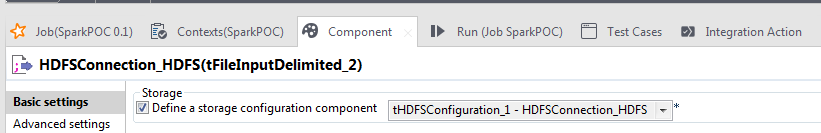 Job(SparkPOC 0.1) Contexts(SparkPOC) Component Run (Job SparkPOC) Test Cases Integration Action
HDFSConnection_HDFS(tFileInputDelimited_2)
Basic settings
Advanced settings
Storage
Define a storage configuration component tHDFSConfiguration_1 - HDFSConnection_HDFS *